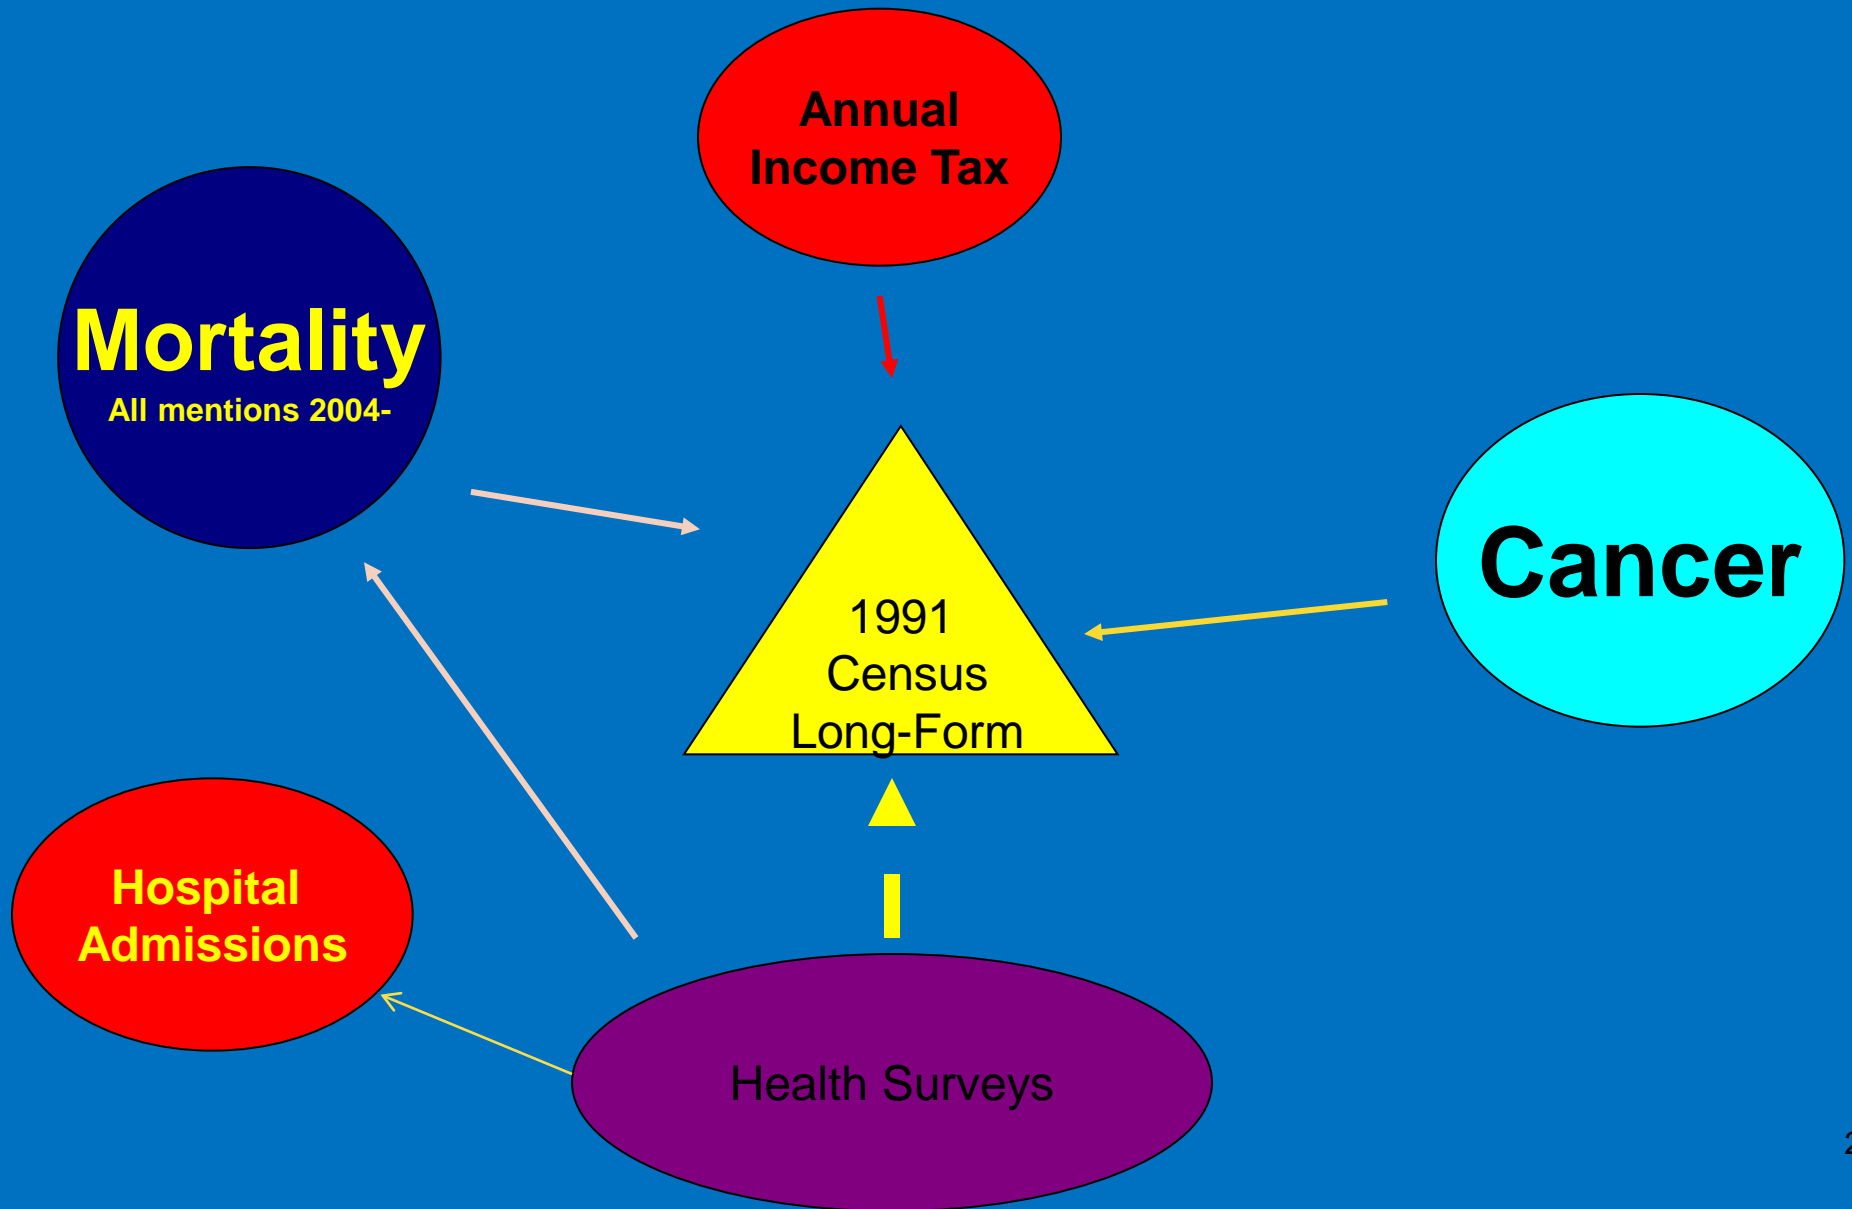 Annual
Income Tax
Mortality
All mentions 2004-
Cancer
1991
Census
Long-Form
Hospital
Admissions
Health Surveys